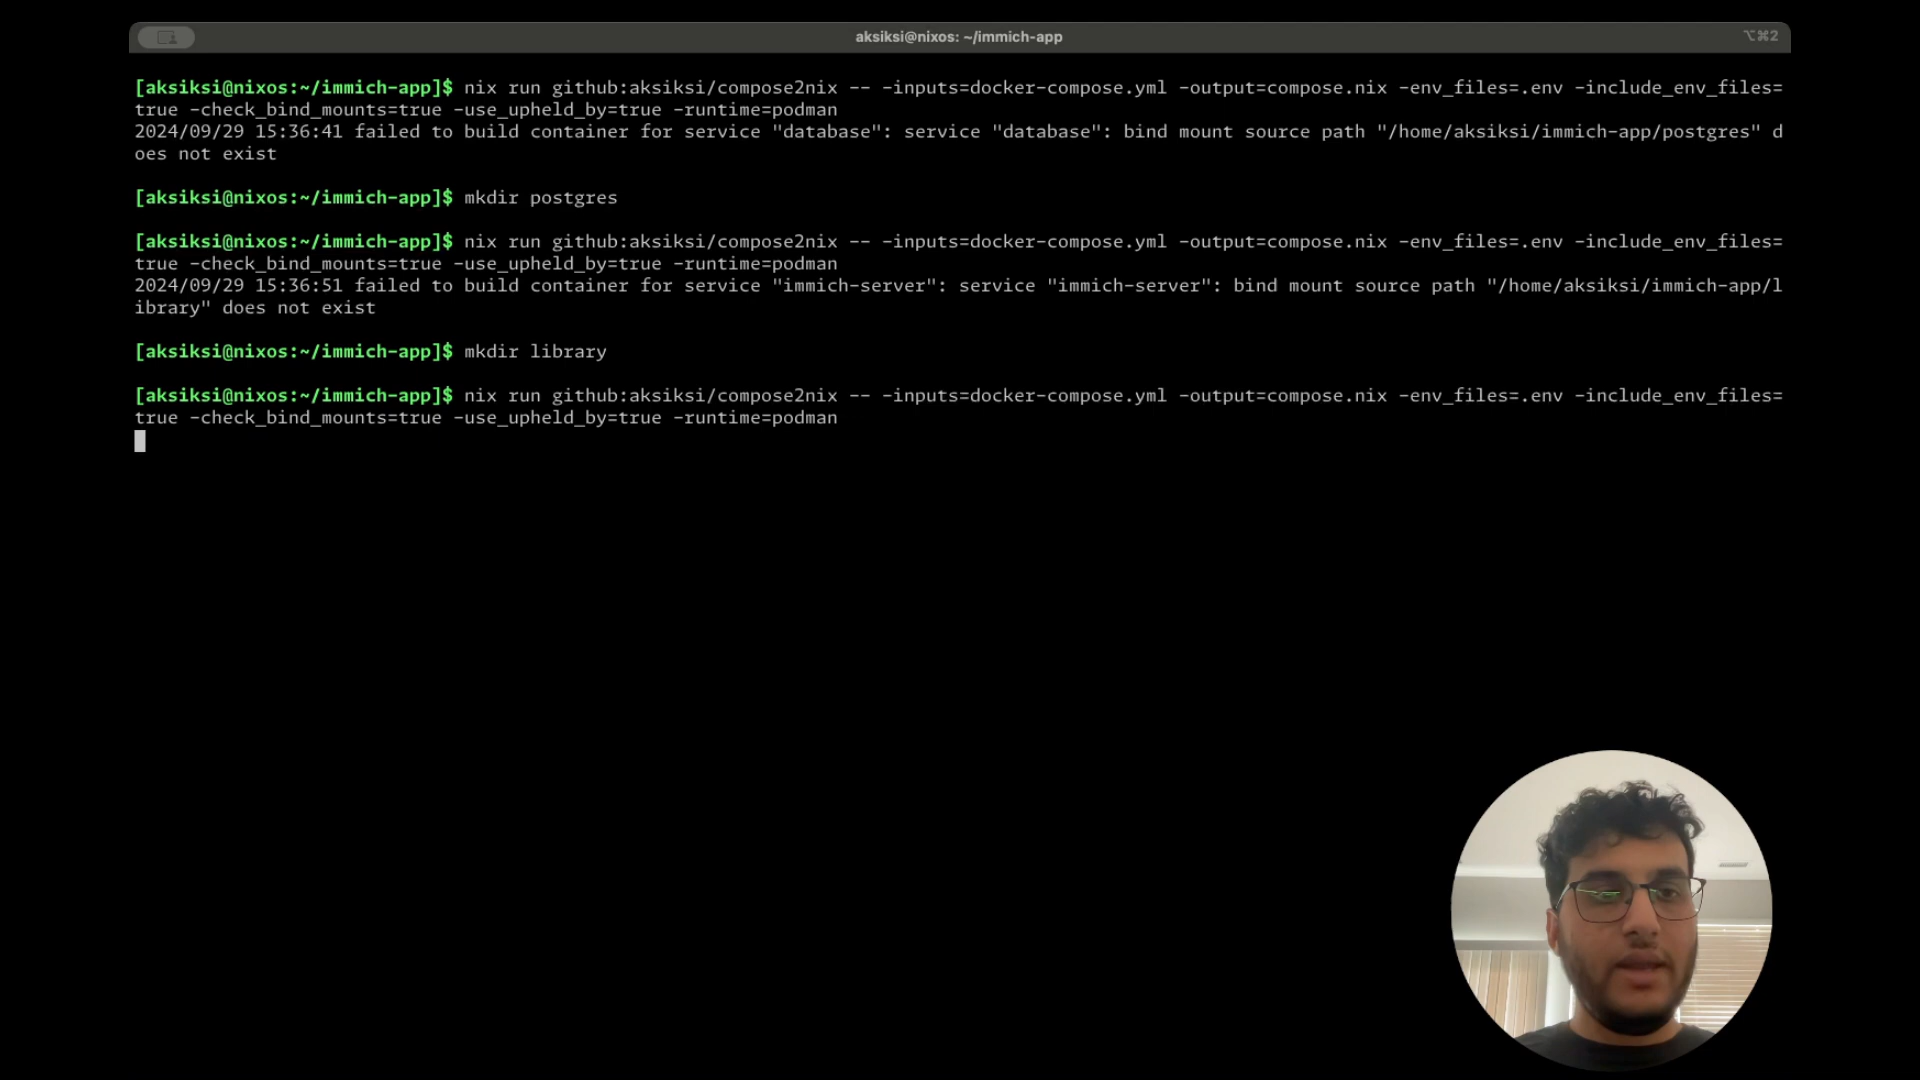 aksiksi@nixos: ~/immich-app
⌥⌘2
[aksiksi@nixos:~/immich-app]$ nix run github:aksiksi/compose2nix -- -inputs=docker-compose.yml -output=compose.nix -env_files=.env -include_env_files=
true -check_bind_mounts=true -use_upheld_by=true -runtime=podman
2024/09/29 15:36:41 failed to build container for service "database": service "database": bind mount source path "/home/aksiksi/immich-app/postgres" d
oes not exist
[aksiksi@nixos:~/immich-app]$ mkdir postgres
[aksiksi@nixos:~/immich-app]$ nix run github:aksiksi/compose2nix -- -inputs=docker-compose.yml -output=compose.nix -env_files=.env -include_env_files=
true -check_bind_mounts=true -use_upheld_by=true -runtime=podman
2024/09/29 15:36:51 failed to build container for service "immich-server": service "immich-server": bind mount source path "/home/aksiksi/immich-app/l
ibrary" does not exist
[aksiksi@nixos:~/immich-app]$ mkdir library
[aksiksi@nixos:~/immich-app]$ nix run github:aksiksi/compose2nix -- -inputs=docker-compose.yml -output=compose.nix -env_files=.env -include_env_files=
true -check_bind_mounts=true -use_upheld_by=true -runtime=podman